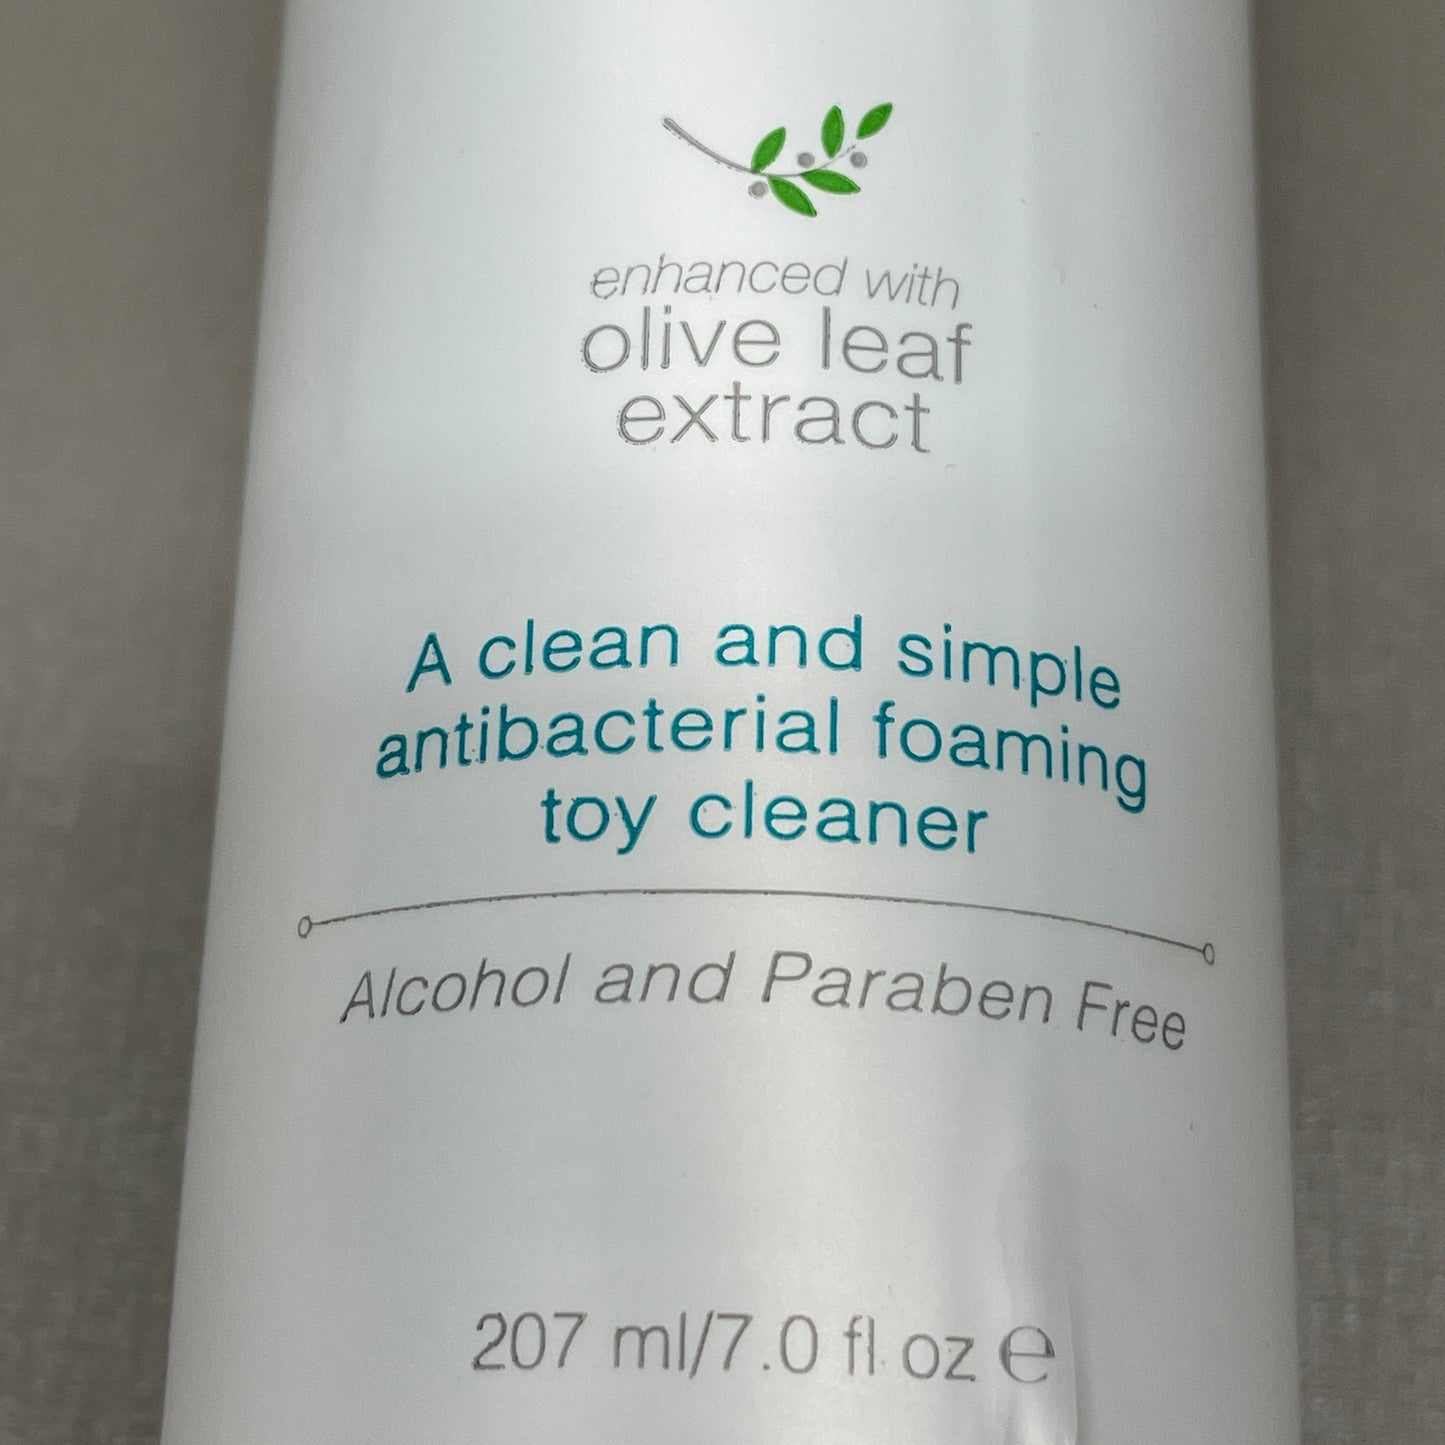 enhanced with
olive leaf
extract
A clean and simple
antibacterial foaming
toy cleaner
Alcohol and Paraben Free
207 ml/7.0 fl oz ℮